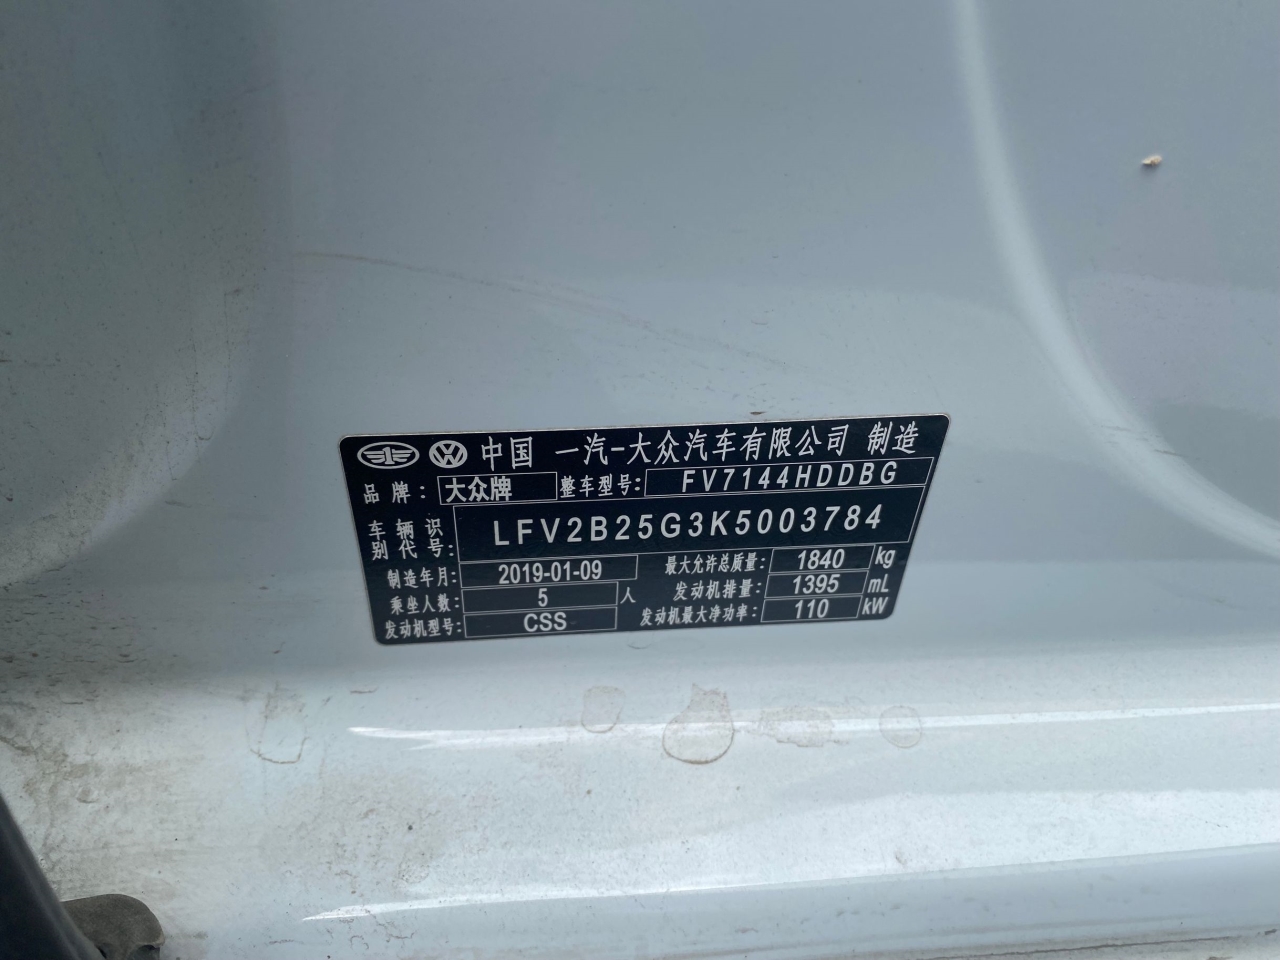 中国 一汽-大众汽车有限公司 制造
品牌: 大众牌 整车型号: FV7144HDDBG
车辆识别代号: LFV2B25G3K5003784
制造年月: 2019-01-09 最大允许总质量: 1840 kg
乘坐人数: 5 人 发动机排量: 1395 mL
发动机型号: CSS 发动机最大净功率: 110 kW